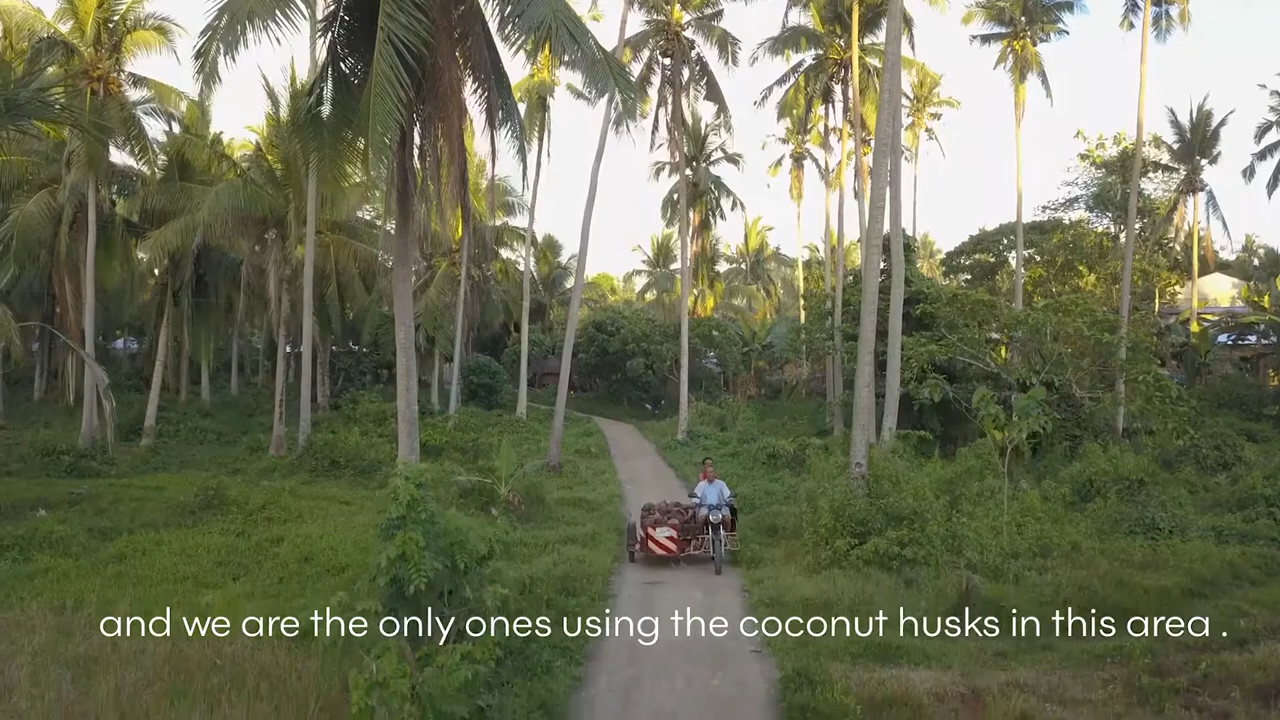 and we are the only ones using the coconut husks in this area .